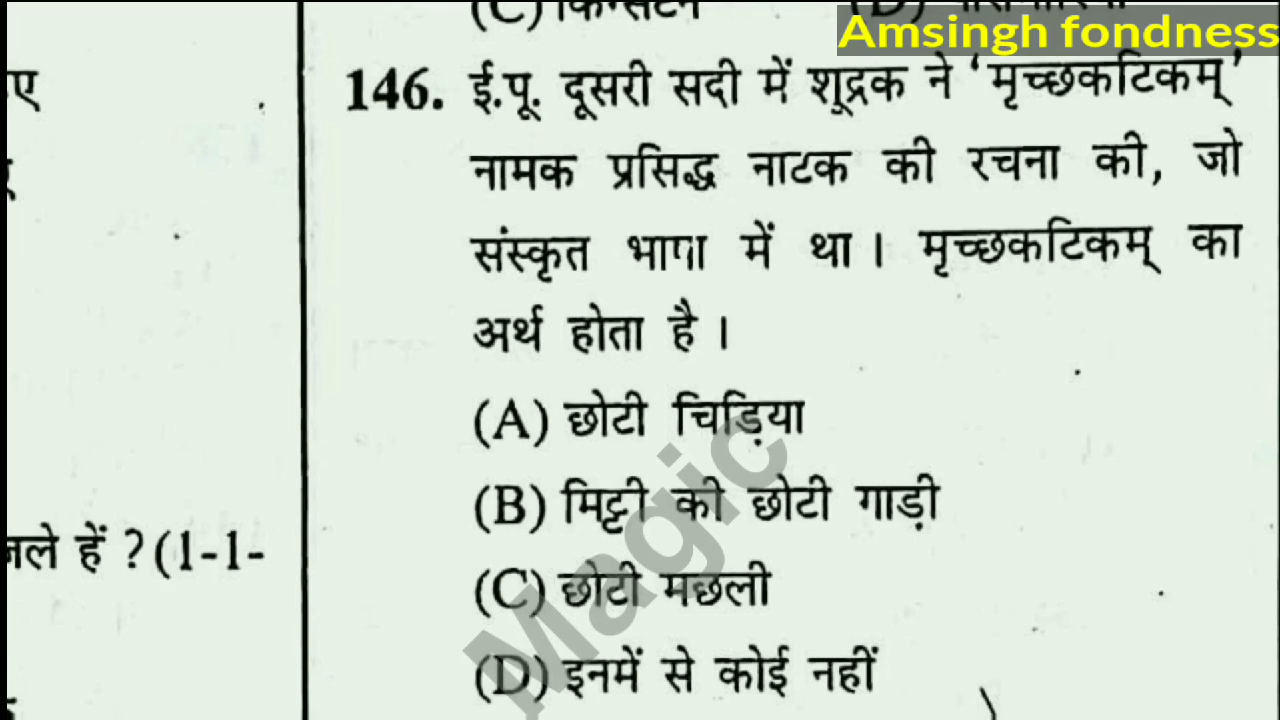 Amsingh fondness
146. ई.पू. दूसरी सदी में शूद्रक ने 'मृच्छकटिकम्'
नामक प्रसिद्ध नाटक की रचना की, जो
संस्कृत भाषा में था। मृच्छकटिकम् का
अर्थ होता है।
(A) छोटी चिड़िया
(B) मिट्टी की छोटी गाड़ी
(C) छोटी मछली
(D) इनमें से कोई नहीं
हें ? (1-1-
Magic